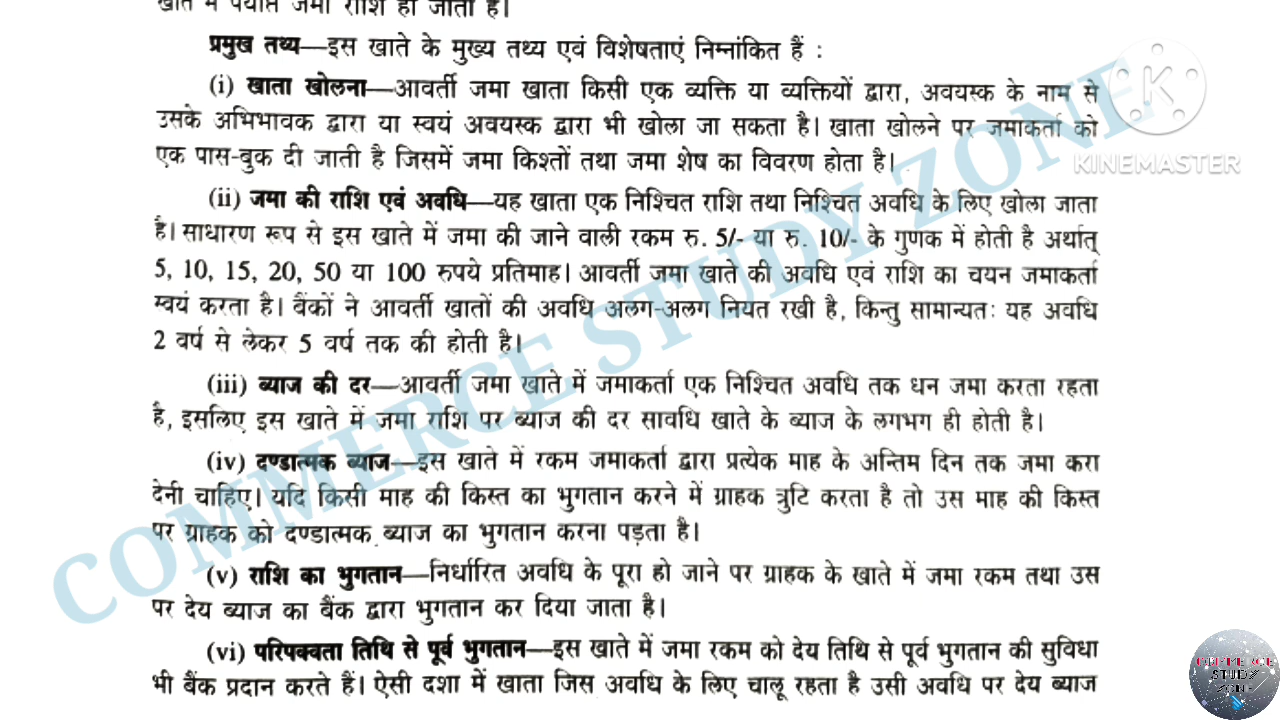 खाते में पर्याप्त जमा राशि हो जाती है।
प्रमुख तथ्य—इस खाते के मुख्य तथ्य एवं विशेषताएं निम्नांकित हैं :
(i) खाता खोलना—आवर्ती जमा खाता किसी एक व्यक्ति या व्यक्तियों द्वारा, अवयस्क के नाम से
उसके अभिभावक द्वारा या स्वयं अवयस्क द्वारा भी खोला जा सकता है। खाता खोलने पर जमाकर्ता को
एक पास-बुक दी जाती है जिसमें जमा किश्तों तथा जमा शेष का विवरण होता है।
(ii) जमा की राशि एवं अवधि—यह खाता एक निश्चित राशि तथा निश्चित अवधि के लिए खोला जाता
है। साधारण रूप से इस खाते में जमा की जाने वाली रकम रु. 5/- या रु. 10/- के गुणक में होती है अर्थात्
5, 10, 15, 20, 50 या 100 रुपये प्रतिमाह। आवर्ती जमा खाते की अवधि एवं राशि का चयन जमाकर्ता
स्वयं करता है। बैंकों ने आवर्ती खातों की अवधि अलग-अलग नियत रखी है, किन्तु सामान्यतः यह अवधि
2 वर्ष से लेकर 5 वर्ष तक की होती है।
(iii) ब्याज की दर—आवर्ती जमा खाते में जमाकर्ता एक निश्चित अवधि तक धन जमा करता रहता
है, इसलिए इस खाते में जमा राशि पर ब्याज की दर सावधि खाते के ब्याज के लगभग ही होती है।
(iv) दण्डात्मक ब्याज—इस खाते में रकम जमाकर्ता द्वारा प्रत्येक माह के अन्तिम दिन तक जमा करा
देनी चाहिए। यदि किसी माह की किस्त का भुगतान करने में ग्राहक त्रुटि करता है तो उस माह की किस्त
पर ग्राहक को दण्डात्मक ब्याज का भुगतान करना पड़ता है।
(v) राशि का भुगतान—निर्धारित अवधि के पूरा हो जाने पर ग्राहक के खाते में जमा रकम तथा उस
पर देय ब्याज का बैंक द्वारा भुगतान कर दिया जाता है।
(vi) परिपक्वता तिथि से पूर्व भुगतान—इस खाते में जमा रकम को देय तिथि से पूर्व भुगतान की सुविधा
भी बैंक प्रदान करते हैं। ऐसी दशा में खाता जिस अवधि के लिए चालू रहता है उसी अवधि पर देय ब्याज
COMMERCE STUDY ZONE
KINEMASTER
COMMERCE
STUDY
ZONE